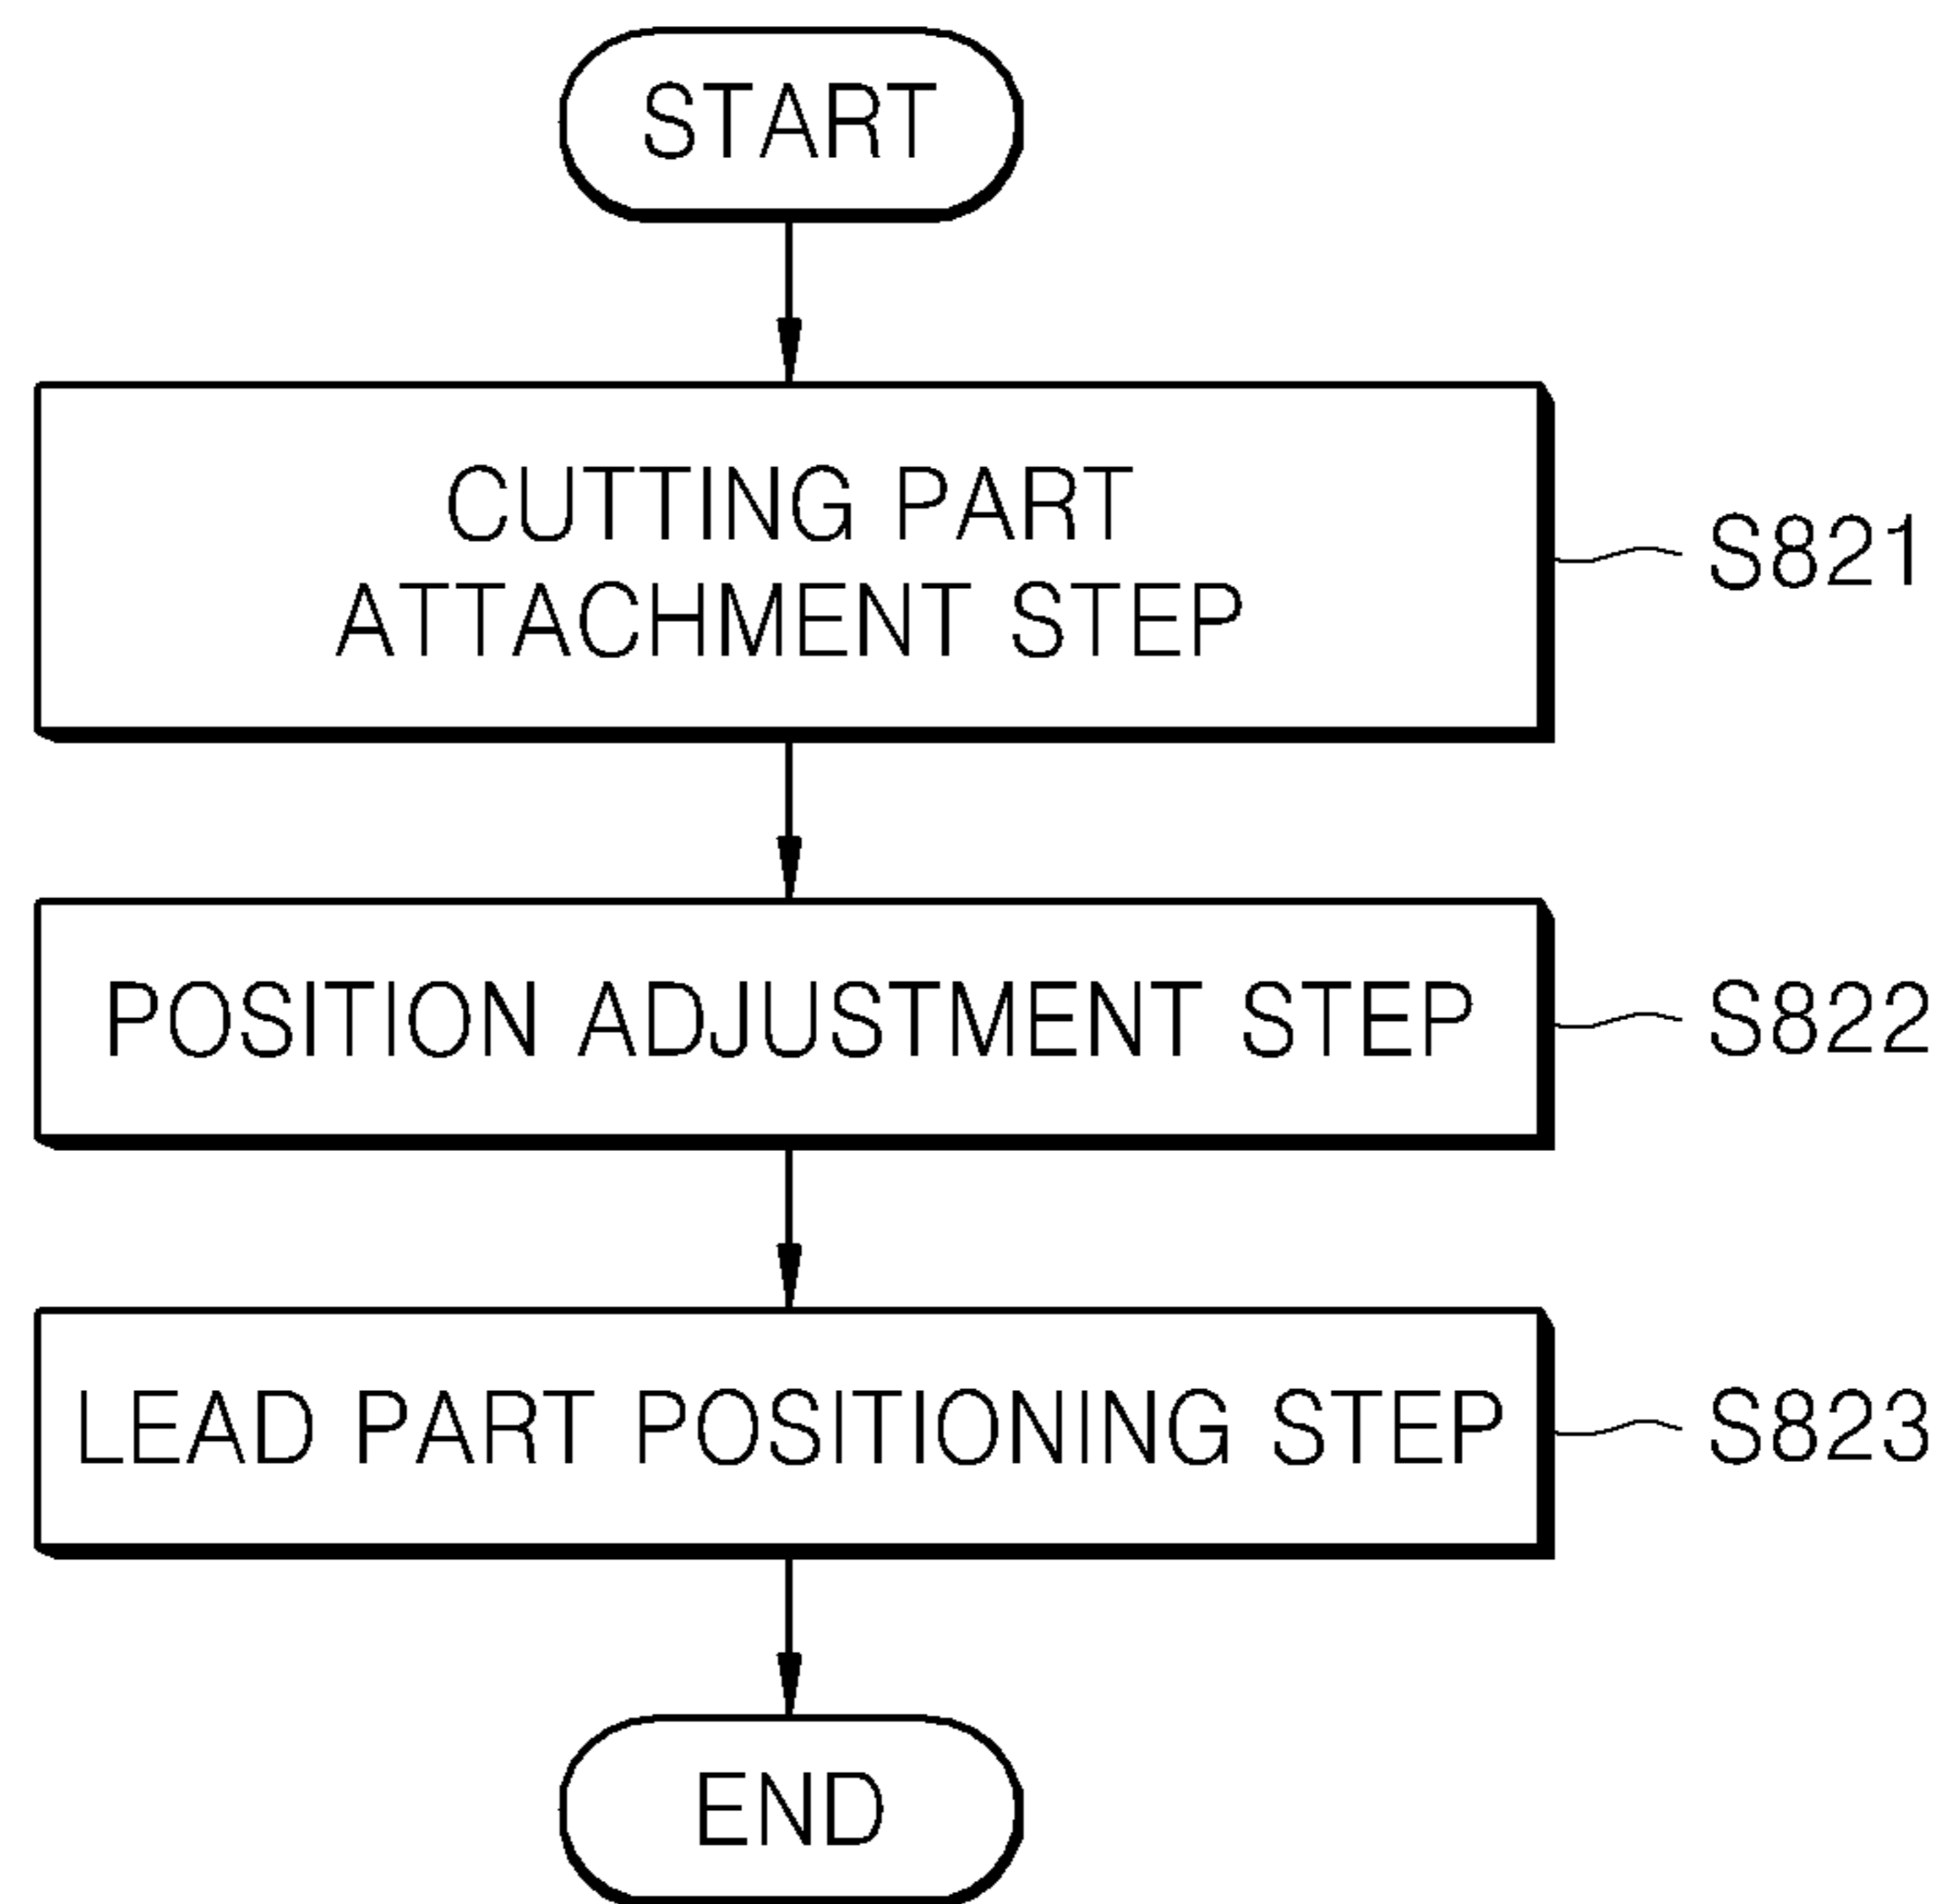 START
CUTTING PART
ATTACHMENT STEP
S821
POSITION ADJUSTMENT STEP
S822
LEAD PART POSITIONING STEP
S823
END